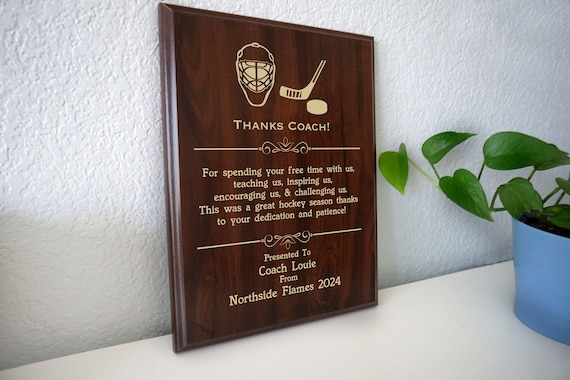 Thanks Coach!
For spending your free time with us,
teaching us, inspiring us,
encouraging us, & challenging us.
This was a great hockey season thanks
to your dedication and patience!
Presented To
Coach Louie
From
Northside Flames 2024